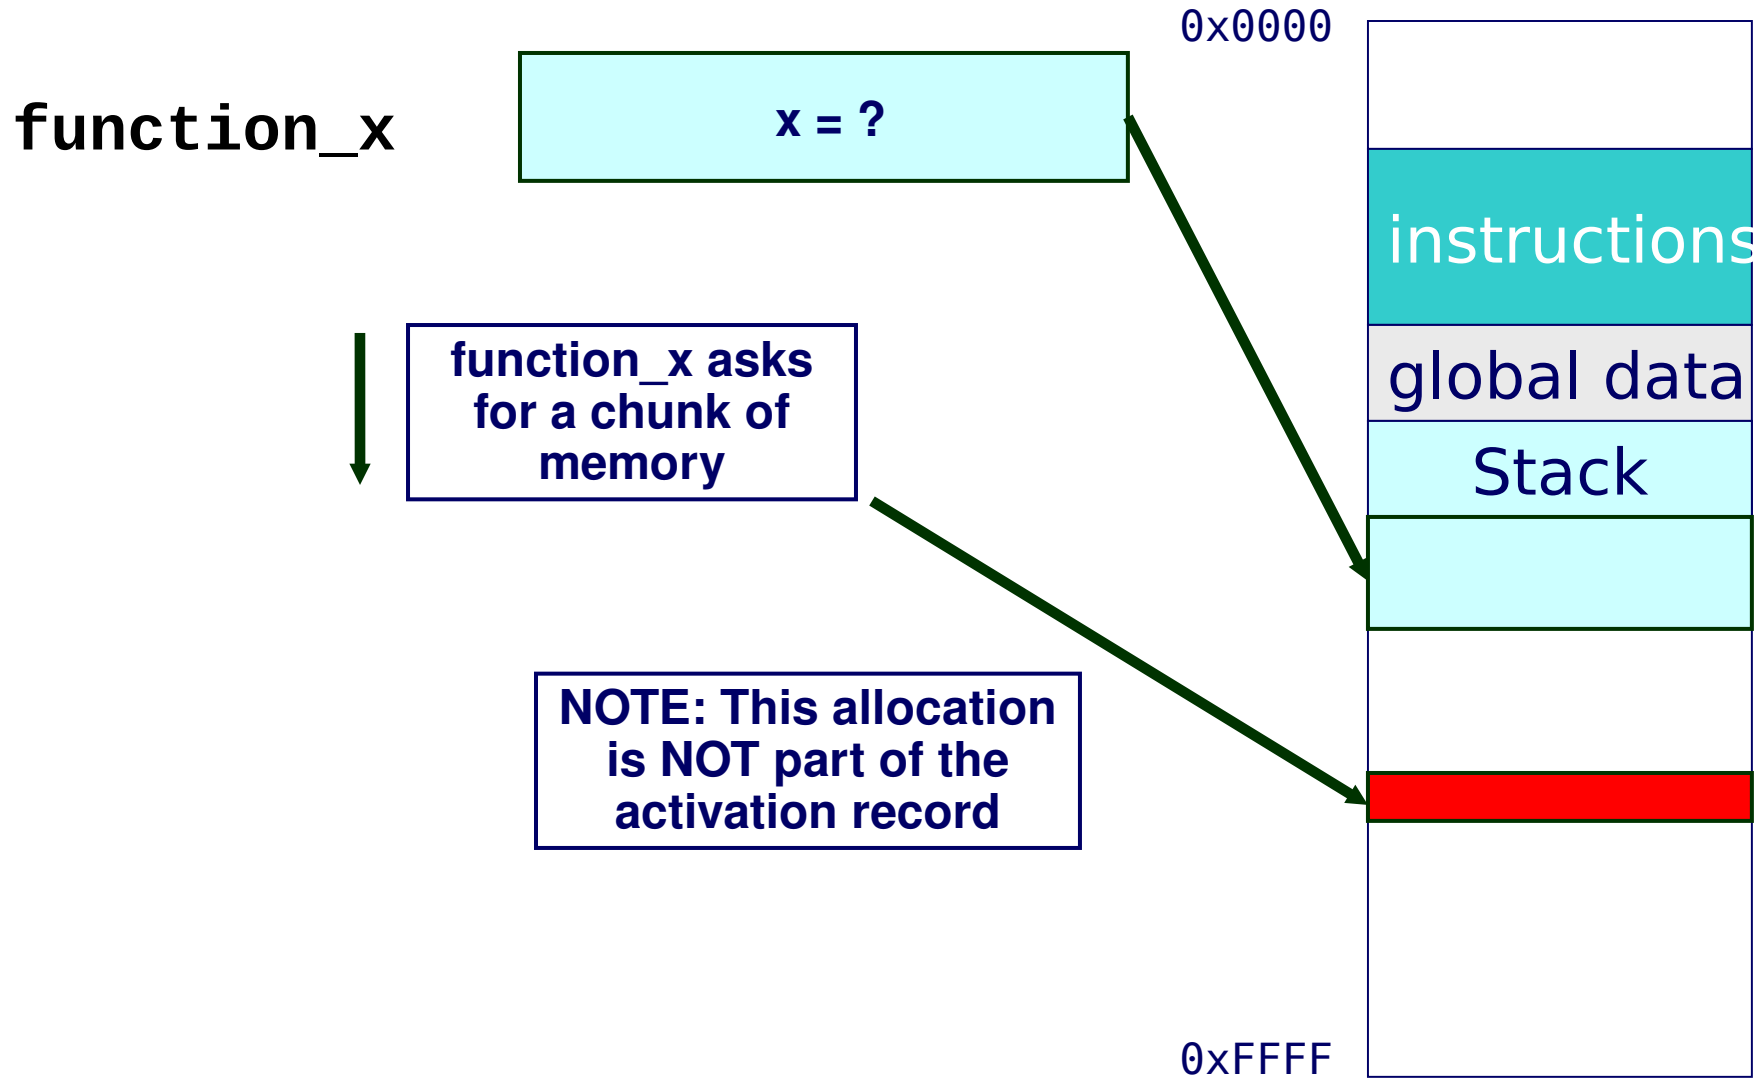 0x0000
function_x
x = ?
instructions
function_x asks
for a chunk of
memory
global data
Stack
NOTE: This allocation
is NOT part of the
activation record
0xFFFF